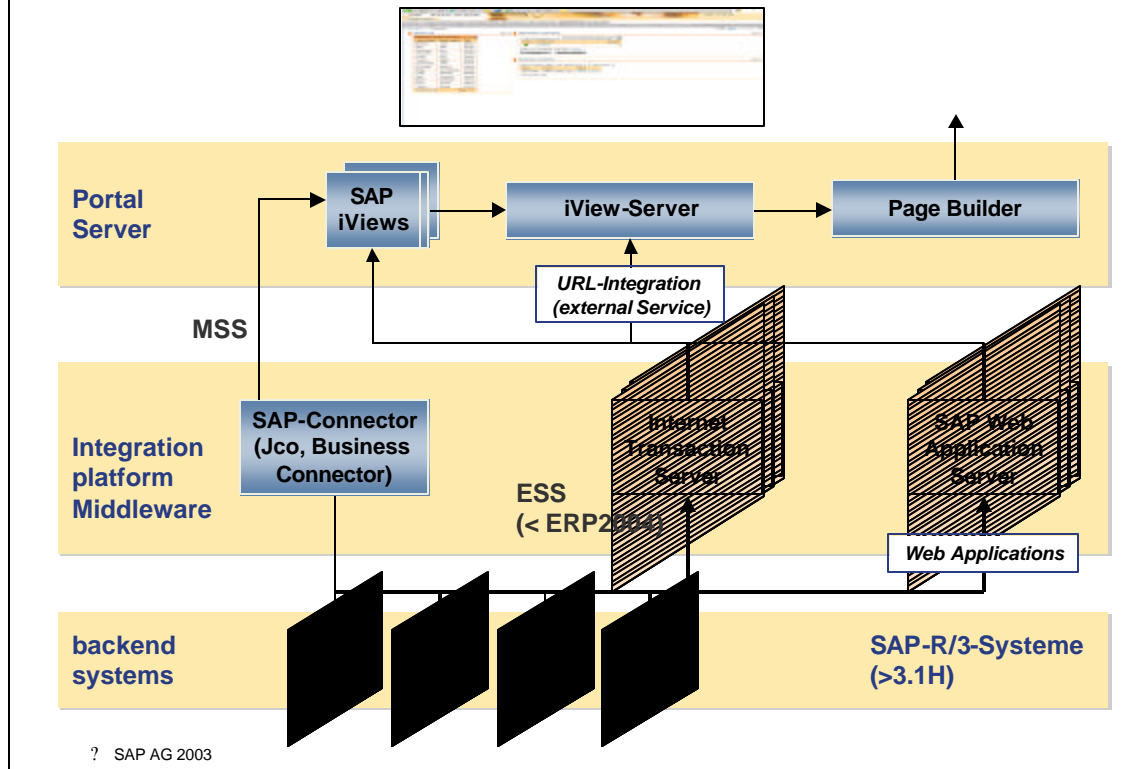 Portal
Server
SAP
iViews
iView-Server
Page Builder
URL-Integration
(external Service)
MSS
Integration
platform
Middleware
SAP-Connector
(Jco, Business
Connector)
ESS
(< ERP2004)
Internet
Transaction
Server
SAP Web
Application
Server
Web Applications
backend
systems
SAP-R/3-Systeme
(>3.1H)
? SAP AG 2003